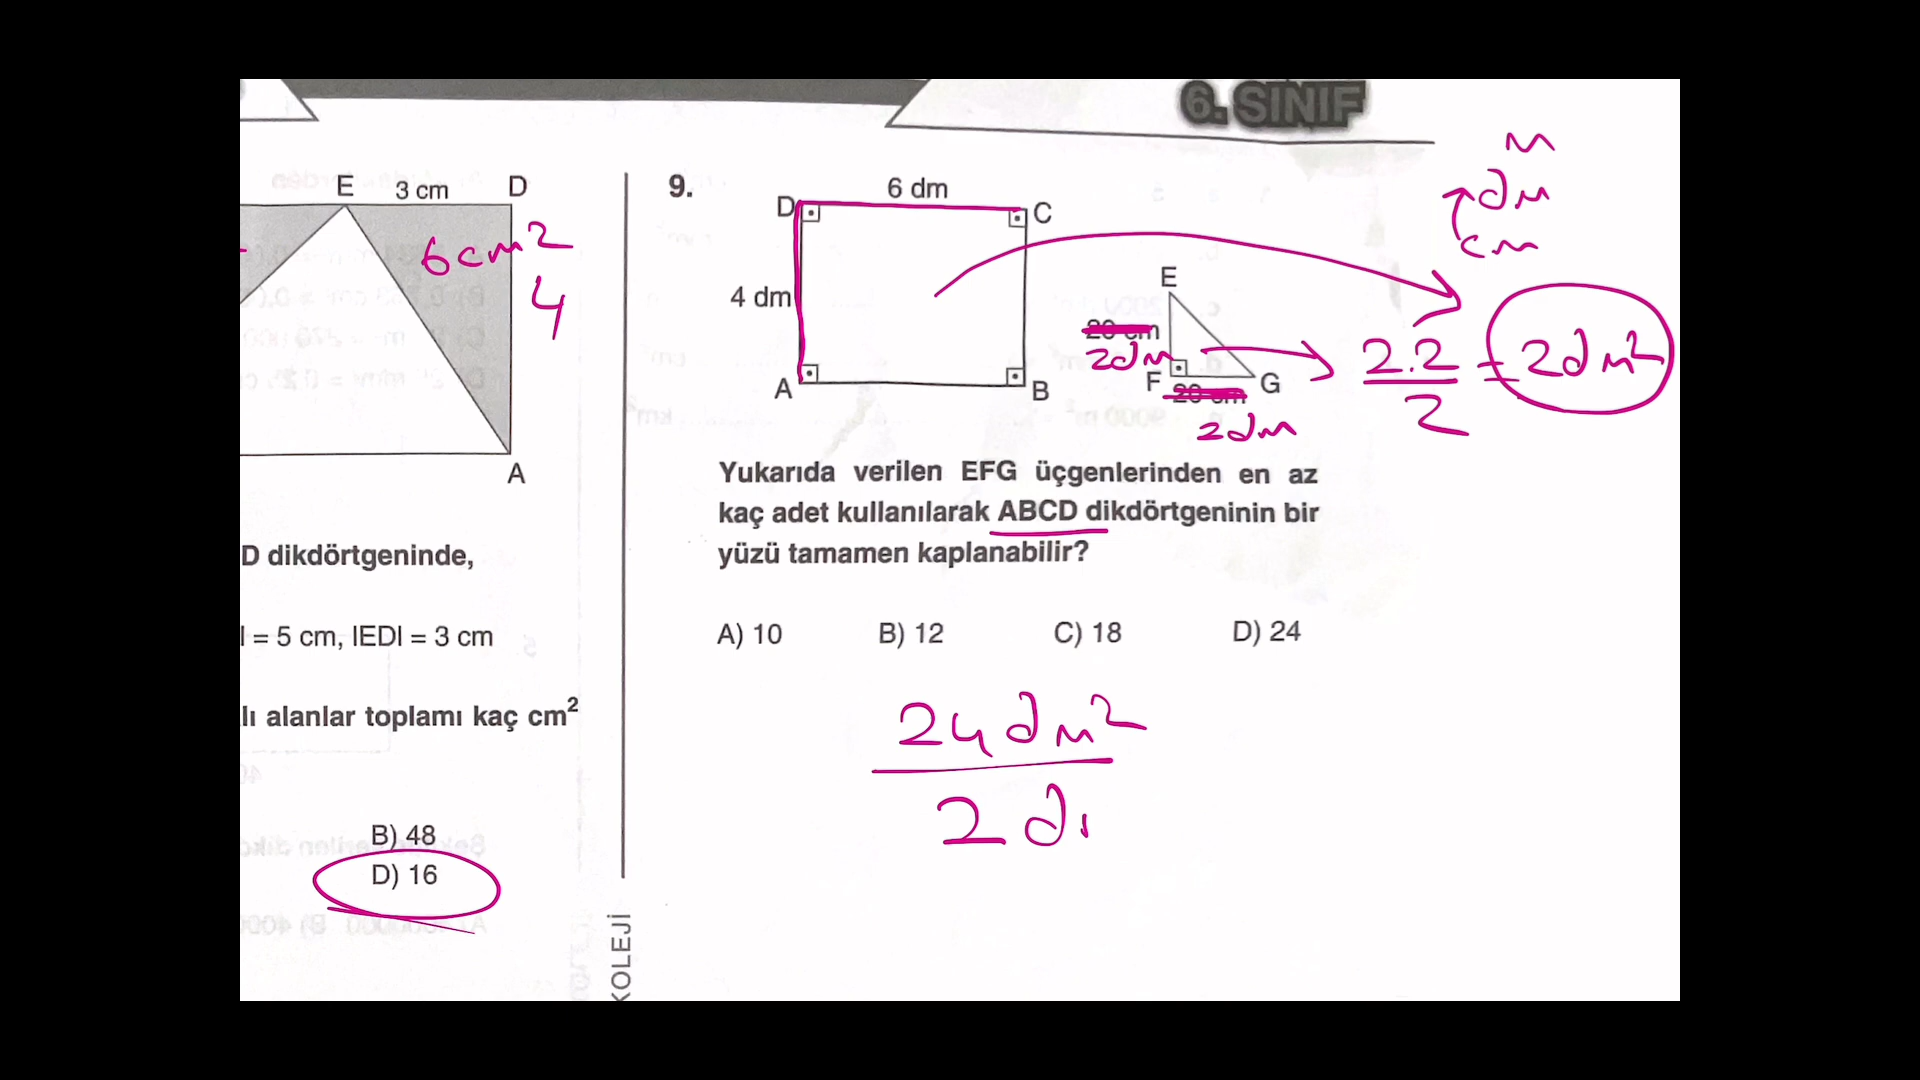 6. SINIF
E 3 cm D
6cm²
4
A
D dikdörtgeninde,
l = 5 cm, lEDl = 3 cm
lı alanlar toplamı kaç cm²
B) 48
D) 16
KOLEJİ
9.
6 dm
D C
4 dm
A B
E
20 cm
2dm
F G
20 cm
2dm
m
dm
cm
2.2
2
= 2dm²
Yukarıda verilen EFG üçgenlerinden en az
kaç adet kullanılarak ABCD dikdörtgeninin bir
yüzü tamamen kaplanabilir?
A) 10 B) 12 C) 18 D) 24
24dm²
2 d